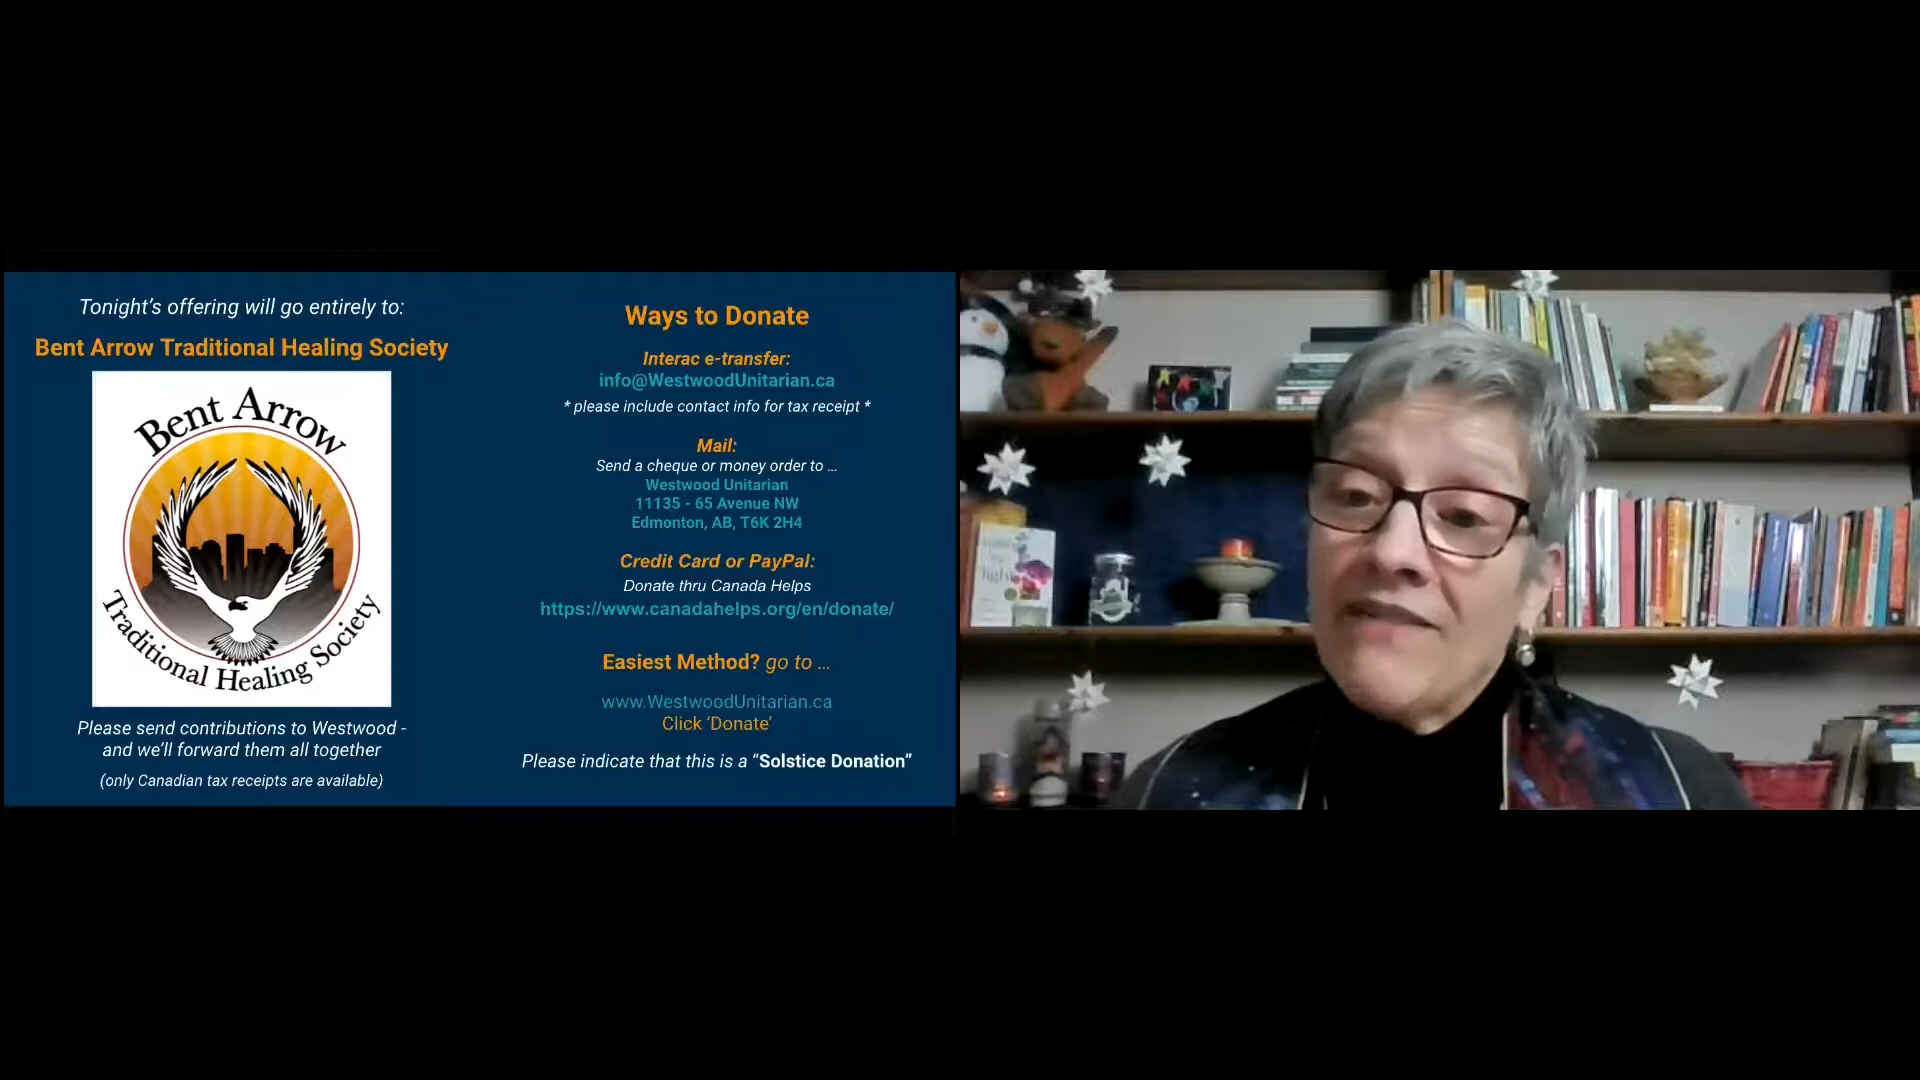 Tonight's offering will go entirely to:
Bent Arrow Traditional Healing Society
Bent Arrow
Traditional Healing Society
Please send contributions to Westwood -
and we'll forward them all together
(only Canadian tax receipts are available)
Ways to Donate
Interac e-transfer:
info@WestwoodUnitarian.ca
* please include contact info for tax receipt *
Mail:
Send a cheque or money order to ...
Westwood Unitarian
11135 - 65 Avenue NW
Edmonton, AB, T6K 2H4
Credit Card or PayPal:
Donate thru Canada Helps
https://www.canadahelps.org/en/donate/
Easiest Method? go to ...
www.WestwoodUnitarian.ca
Click 'Donate'
Please indicate that this is a "Solstice Donation"
light